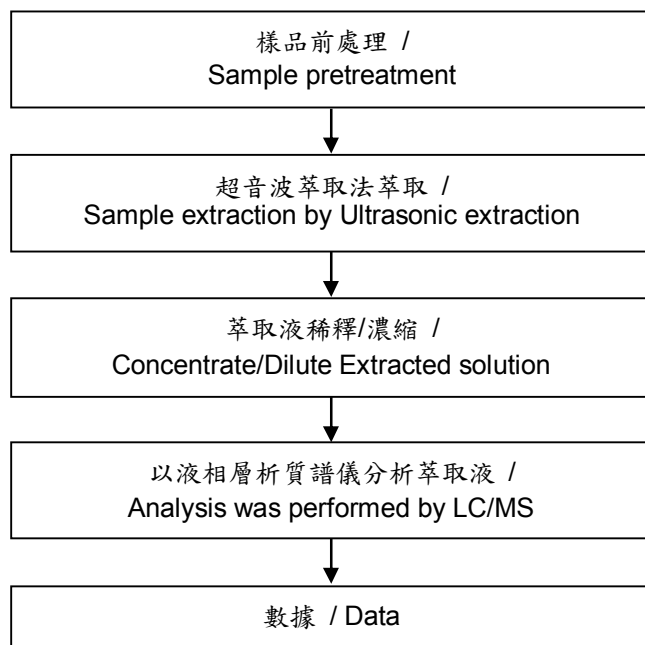 樣品前處理 /
Sample pretreatment
超音波萃取法萃取 /
Sample extraction by Ultrasonic extraction
萃取液稀釋/濃縮 /
Concentrate/Dilute Extracted solution
以液相層析質譜儀分析萃取液 /
Analysis was performed by LC/MS
數據 / Data